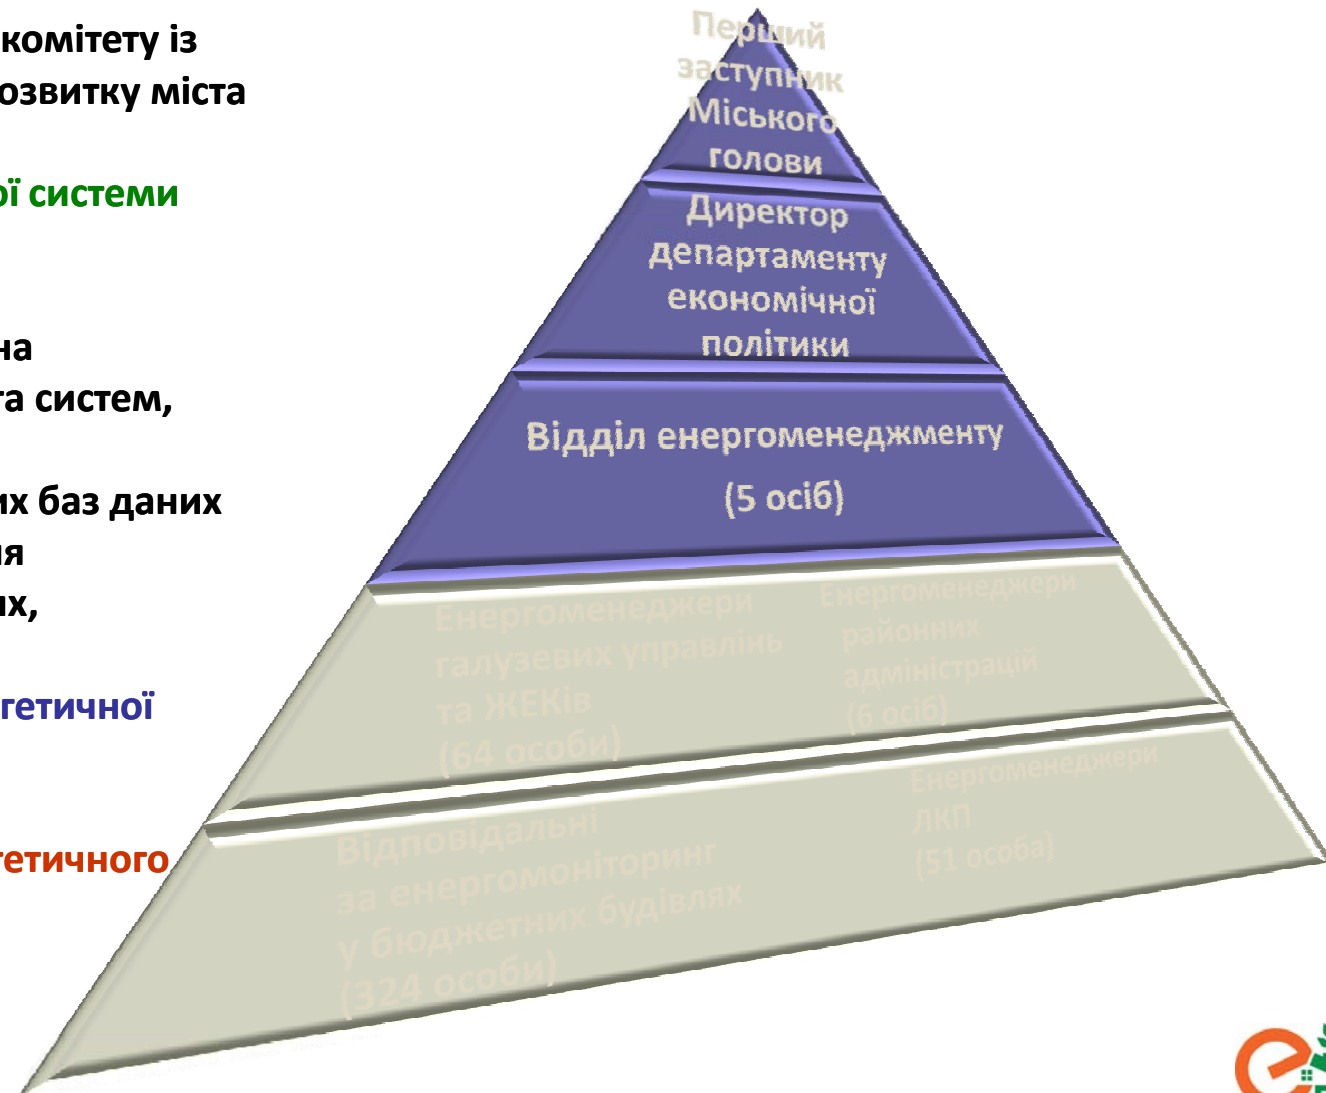 комітету із
озвитку міста
ої системи
на
та систем,
их баз даних
ня
их,
гетичної
гетичного
Перший
заступник
Міського
голови
Директор
департаменту
економічної
політики
Відділ енергоменеджменту
(5 осіб)
Енергоменеджери
галузевих управлінь
та ЖЕКів
(64 особи)
Енергоменеджери
районних
адміністрацій
(6 осіб)
Відповідальні
за енергомоніторинг
у бюджетних будівлях
(324 особи)
Енергоменеджери
ЛКП
(51 особа)